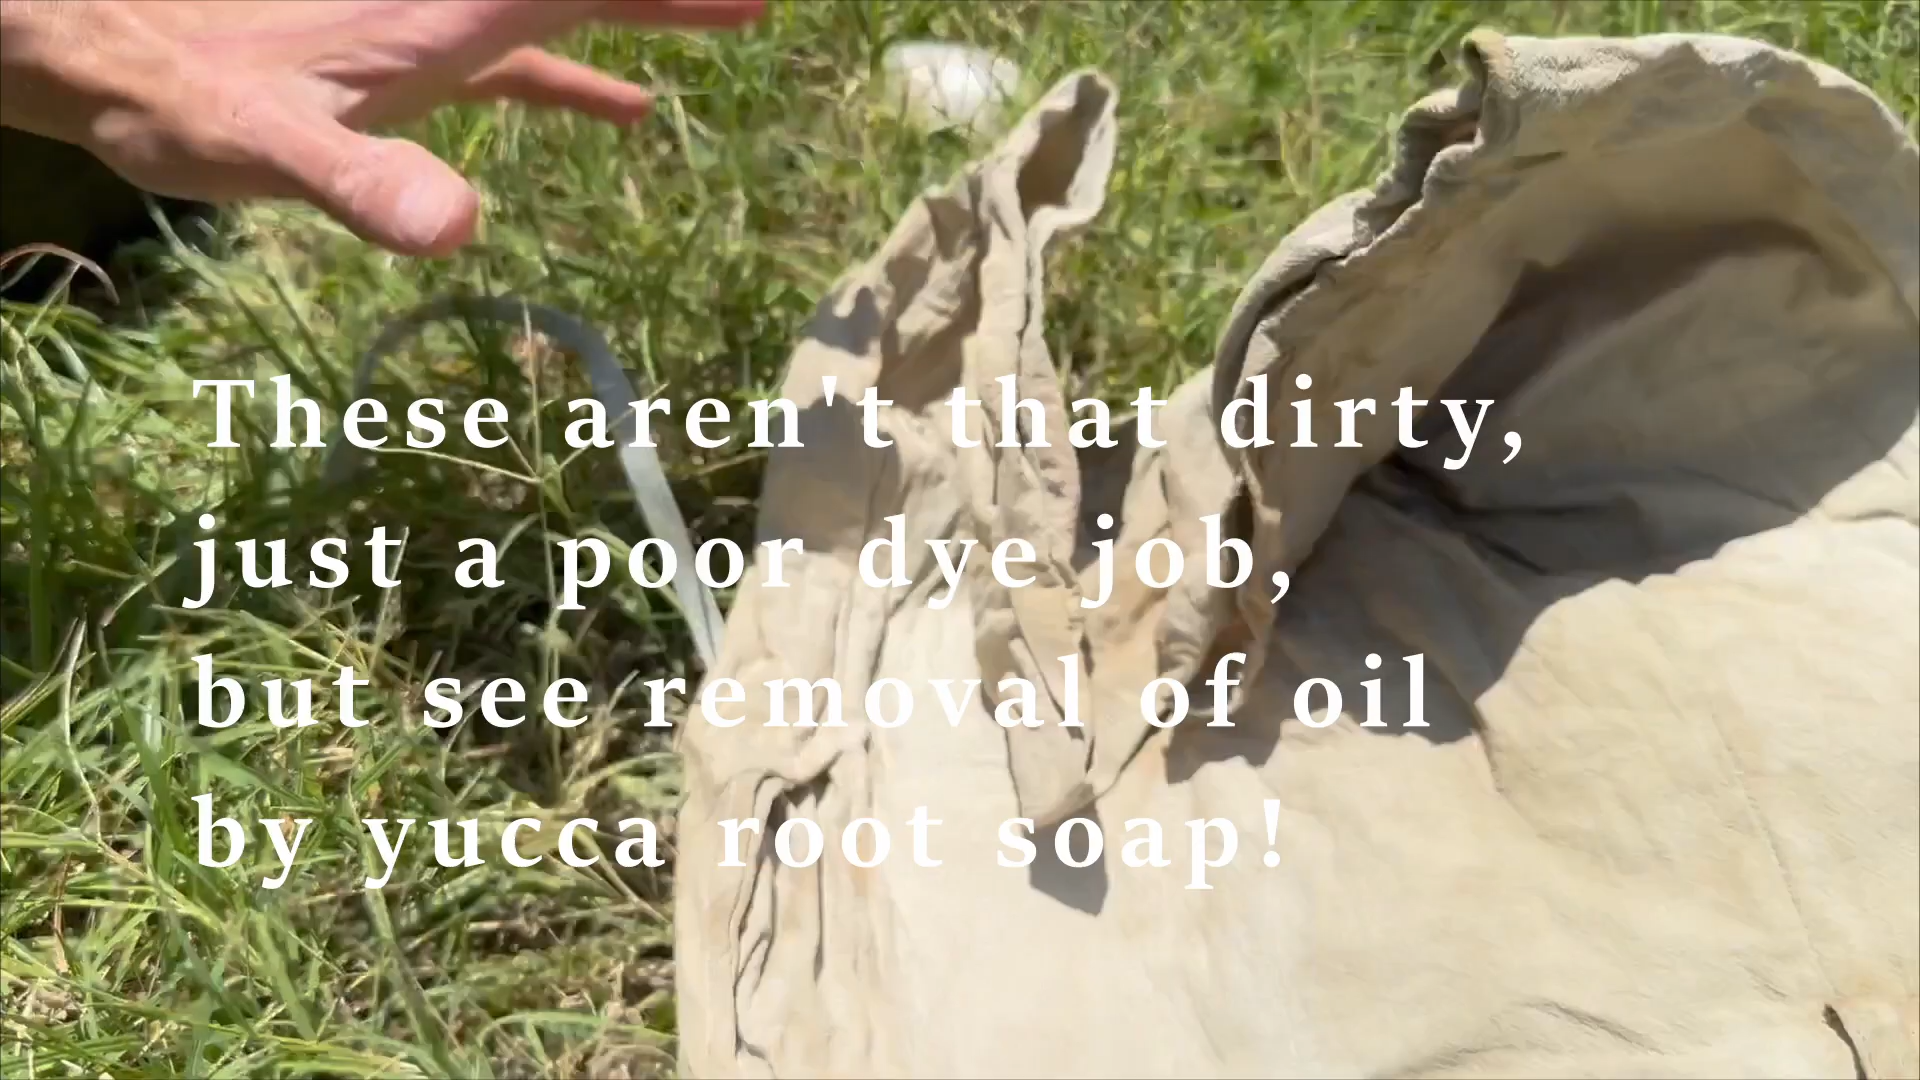 These aren't that dirty,
just a poor dye job,
but see removal of oil
by yucca root soap!